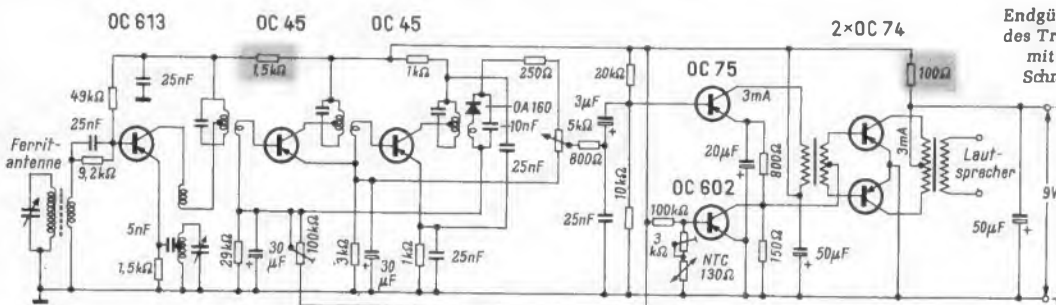 OC 613
OC 45
OC 45
2×OC 74
Endgü
des Tr
mit
Schr
1,5kΩ
1kΩ
250Ω
20kΩ
OC 75
100Ω
25nF
49kΩ
OA160
3µF
3mA
10nF
5kΩ
25nF
Ferrit-
antenne
9,2kΩ
25nF
800Ω
20µF
800Ω
3mA
Laut-
sprecher
10kΩ
OC 602
9V
5nF
100kΩ
25nF
100kΩ
3
kΩ
50µF
1,5kΩ
29kΩ
30
µF
3kΩ
30
µF
1kΩ
25nF
NTC
130Ω
150Ω
50µF